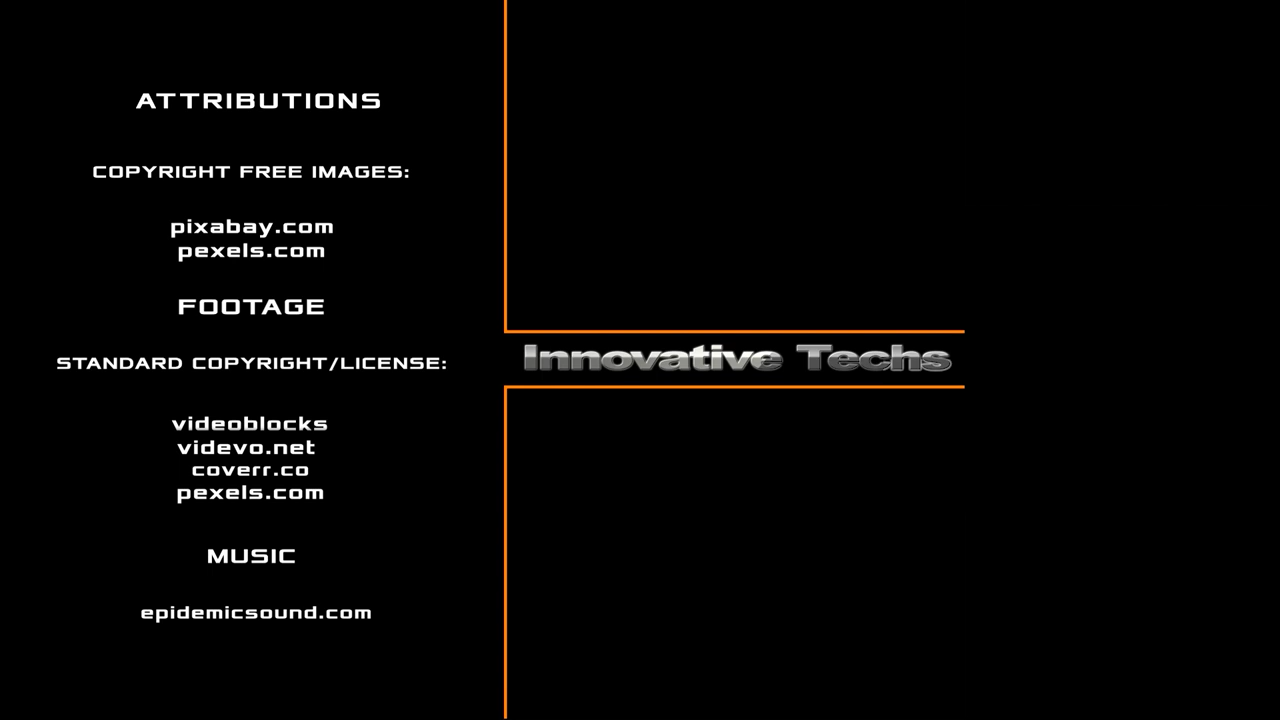 ATTRIBUTIONS
COPYRIGHT FREE IMAGES:
pixabay.com
pexels.com
FOOTAGE
STANDARD COPYRIGHT/LICENSE:
videoblocks
videvo.net
coverr.co
pexels.com
MUSIC
epidemicsound.com
Innovative Techs